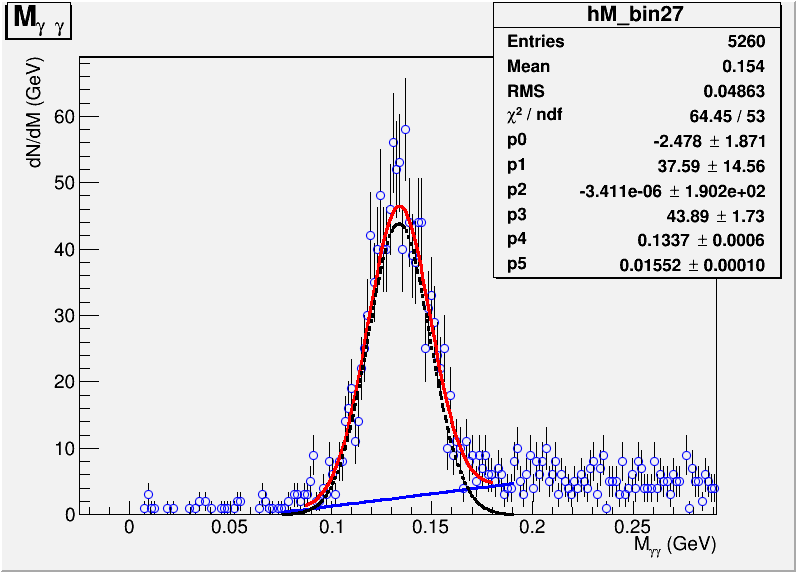 M γ γ
hM_bin27
Entries 5260
Mean 0.154
RMS 0.04863
χ² / ndf 64.45 / 53
p0 -2.478 ± 1.871
p1 37.59 ± 14.56
p2 -3.411e-06 ± 1.902e+02
p3 43.89 ± 1.73
p4 0.1337 ± 0.0006
p5 0.01552 ± 0.00010
dN/dM (GeV)
60
50
40
30
20
10
0
0 0.05 0.1 0.15 0.2 0.25
Mγγ (GeV)